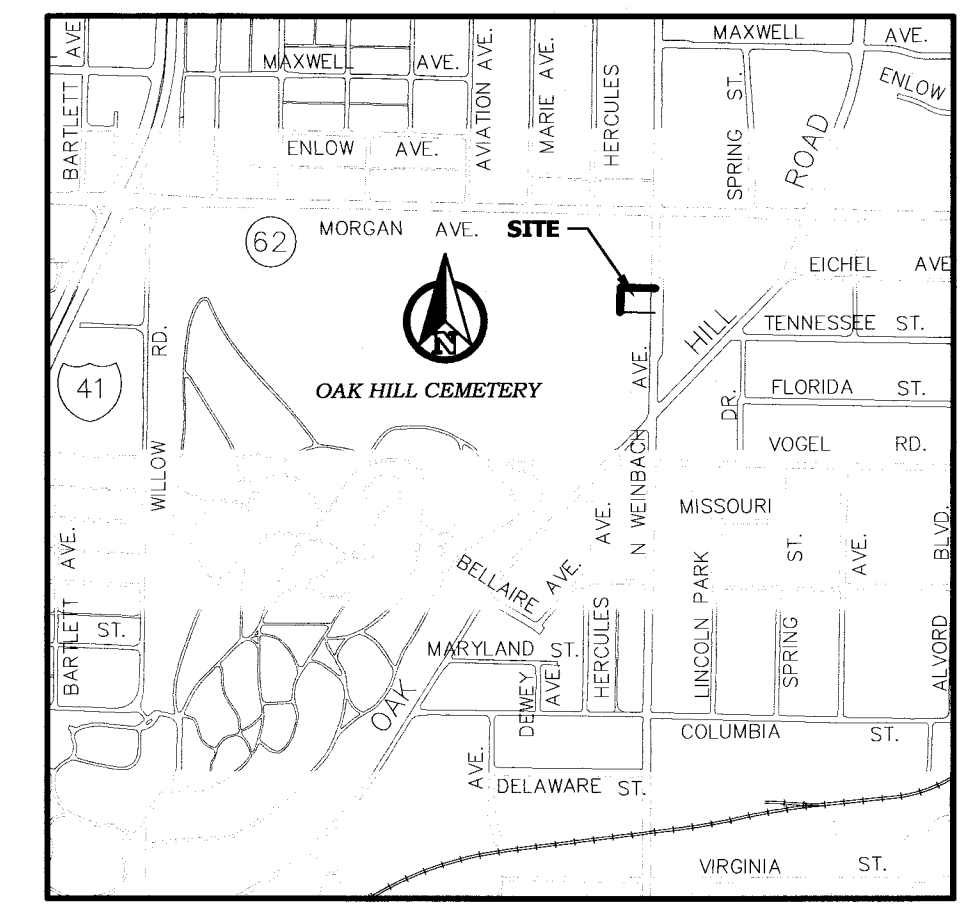 MAXWELL AVE.
AVE.
MAXWELL AVE.
ENLOW
BARTLETT
AVIATION AVE.
MARIE AVE.
HERCULES
SPRING ST.
ROAD
ENLOW AVE.
62
MORGAN AVE.
SITE
EICHEL AVE
N
HILL
TENNESSEE ST.
RD.
AVE.
41
OAK HILL CEMETERY
FLORIDA ST.
DR.
VOGEL RD.
WILLOW
N WEINBACH
MISSOURI
AVE.
AVE.
ST.
AVE.
BLVD.
BELLAIRE AVE.
LINCOLN PARK
BARTLETT
ST.
MARYLAND ST.
HERCULES
SPRING
ALVORD
OAK
DEWEY AVE.
COLUMBIA ST.
AVE.
DELAWARE ST.
VIRGINIA ST.